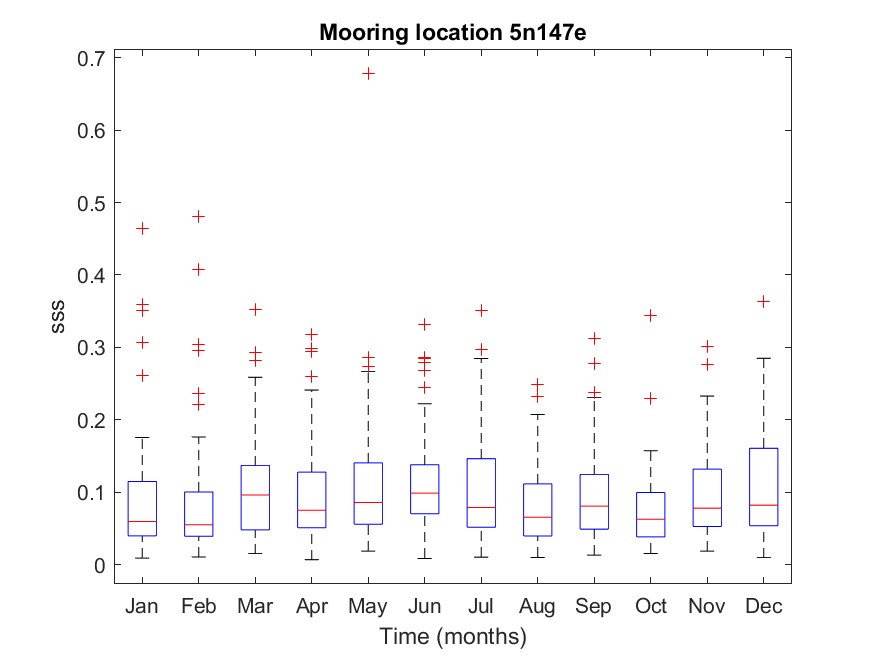 Mooring location 5n147e
0.7
0.6
0.5
0.4
0.3
0.2
0.1
0
sss
Jan Feb Mar Apr May Jun Jul Aug Sep Oct Nov Dec
Time (months)